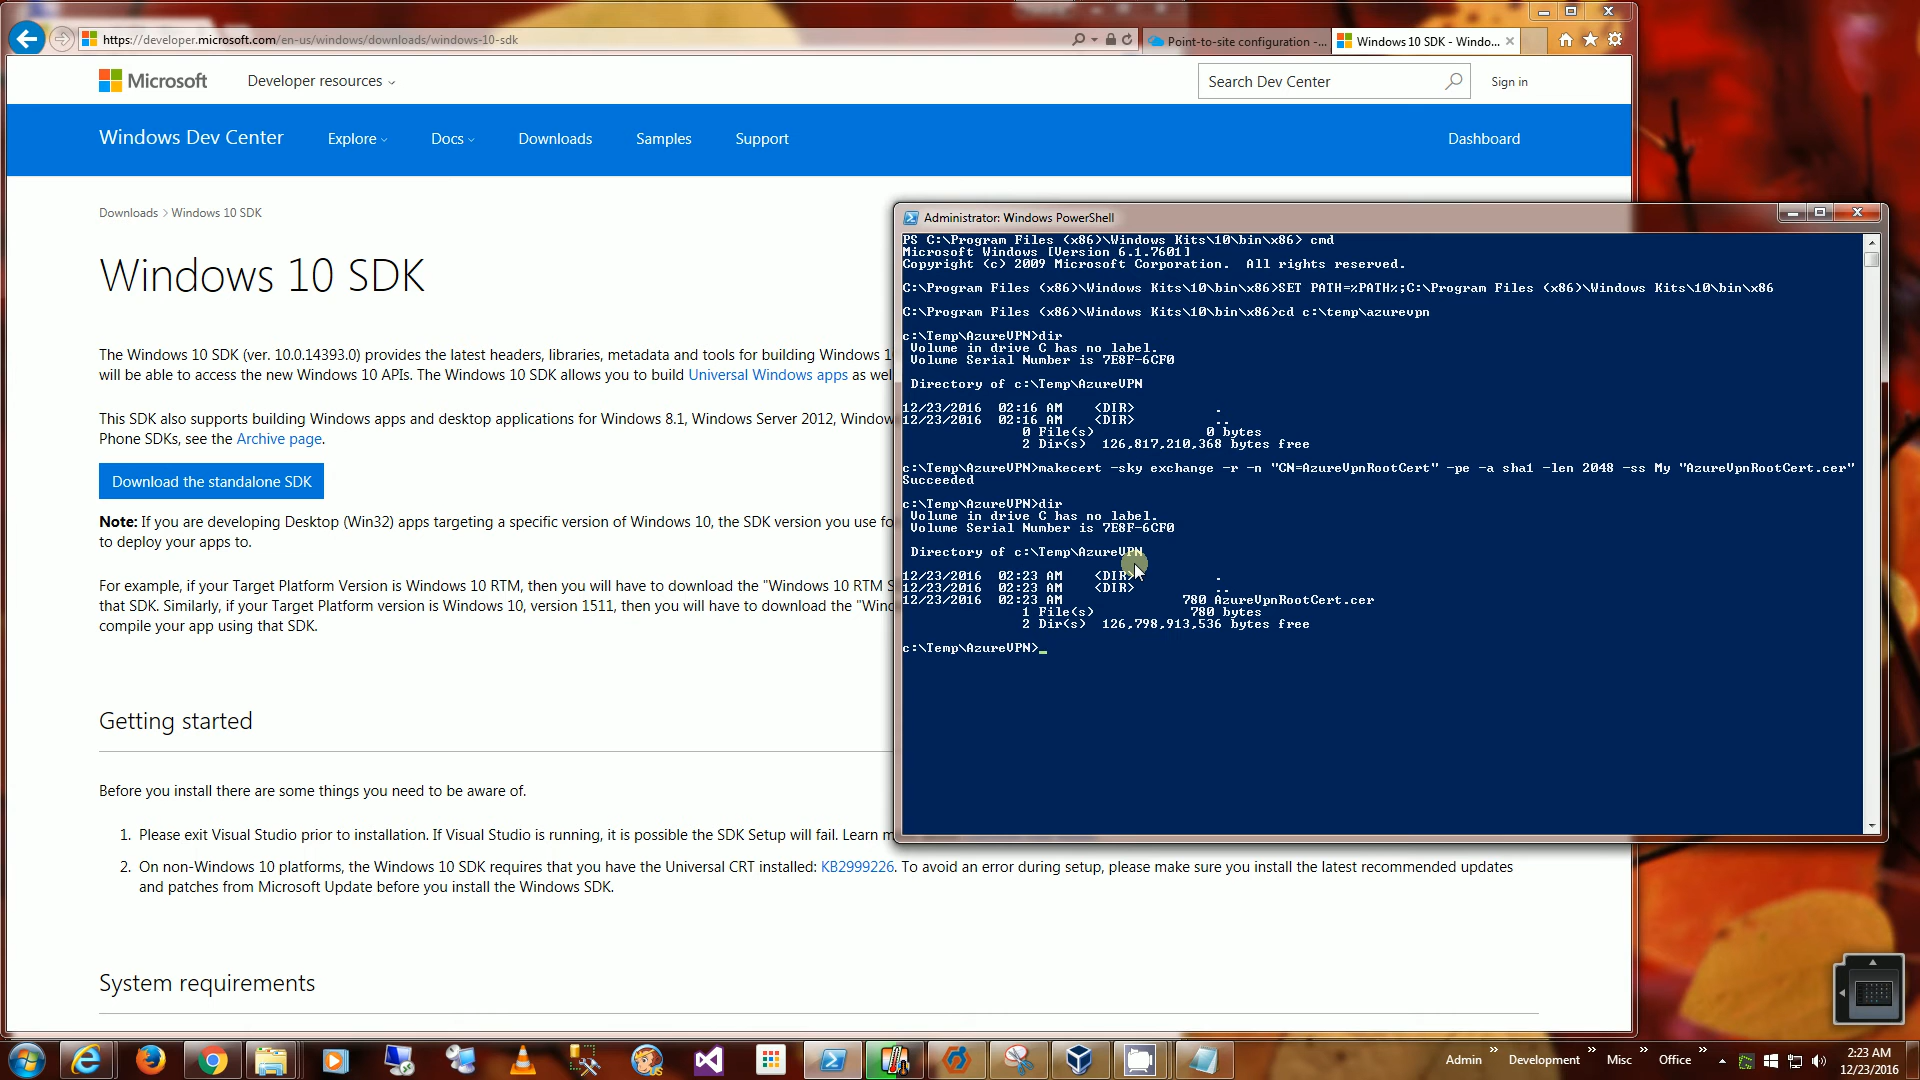 https://developer.microsoft.com/en-us/windows/downloads/windows-10-sdk
Point-to-site configuration -...
Windows 10 SDK - Windo...
Microsoft
Developer resources
Search Dev Center
Sign in
Windows Dev Center
Explore
Docs
Downloads
Samples
Support
Dashboard
Downloads > Windows 10 SDK
Windows 10 SDK
The Windows 10 SDK (ver. 10.0.14393.0) provides the latest headers, libraries, metadata and tools for building Windows 1
will be able to access the new Windows 10 APIs. The Windows 10 SDK allows you to build Universal Windows apps as wel
This SDK also supports building Windows apps and desktop applications for Windows 8.1, Windows Server 2012, Window
Phone SDKs, see the Archive page.
Download the standalone SDK
Note: If you are developing Desktop (Win32) apps targeting a specific version of Windows 10, the SDK version you use fo
to deploy your apps to.
For example, if your Target Platform Version is Windows 10 RTM, then you will have to download the "Windows 10 RTM S
that SDK. Similarly, if your Target Platform version is Windows 10, version 1511, then you will have to download the "Wind
compile your app using that SDK.
Getting started
Before you install there are some things you need to be aware of.
1. Please exit Visual Studio prior to installation. If Visual Studio is running, it is possible the SDK Setup will fail. Learn m
2. On non-Windows 10 platforms, the Windows 10 SDK requires that you have the Universal CRT installed: KB2999226. To avoid an error during setup, please make sure you install the latest recommended updates
and patches from Microsoft Update before you install the Windows SDK.
System requirements
Administrator: Windows PowerShell
PS C:\Program Files (x86)\Windows Kits\10\bin\x86> cmd
Microsoft Windows [Version 6.1.7601]
Copyright (c) 2009 Microsoft Corporation.  All rights reserved.
C:\Program Files (x86)\Windows Kits\10\bin\x86>SET PATH=%PATH%;C:\Program Files (x86)\Windows Kits\10\bin\x86
C:\Program Files (x86)\Windows Kits\10\bin\x86>cd c:\temp\azurevpn
c:\Temp\AzureVPN>dir
Volume in drive C has no label.
Volume Serial Number is 7E8F-6CF0
Directory of c:\Temp\AzureVPN
12/23/2016  02:16 AM    <DIR>          .
12/23/2016  02:16 AM    <DIR>          ..
0 File(s)              0 bytes
2 Dir(s)  126,817,210,368 bytes free
c:\Temp\AzureVPN>makecert -sky exchange -r -n "CN=AzureVpnRootCert" -pe -a sha1 -len 2048 -ss My "AzureVpnRootCert.cer"
Succeeded
c:\Temp\AzureVPN>dir
Volume in drive C has no label.
Volume Serial Number is 7E8F-6CF0
Directory of c:\Temp\AzureVPN
12/23/2016  02:23 AM    <DIR>          .
12/23/2016  02:23 AM    <DIR>          ..
12/23/2016  02:23 AM               780 AzureVpnRootCert.cer
1 File(s)            780 bytes
2 Dir(s)  126,798,913,536 bytes free
c:\Temp\AzureVPN>_
Admin
Development
Misc
Office
2:23 AM
12/23/2016